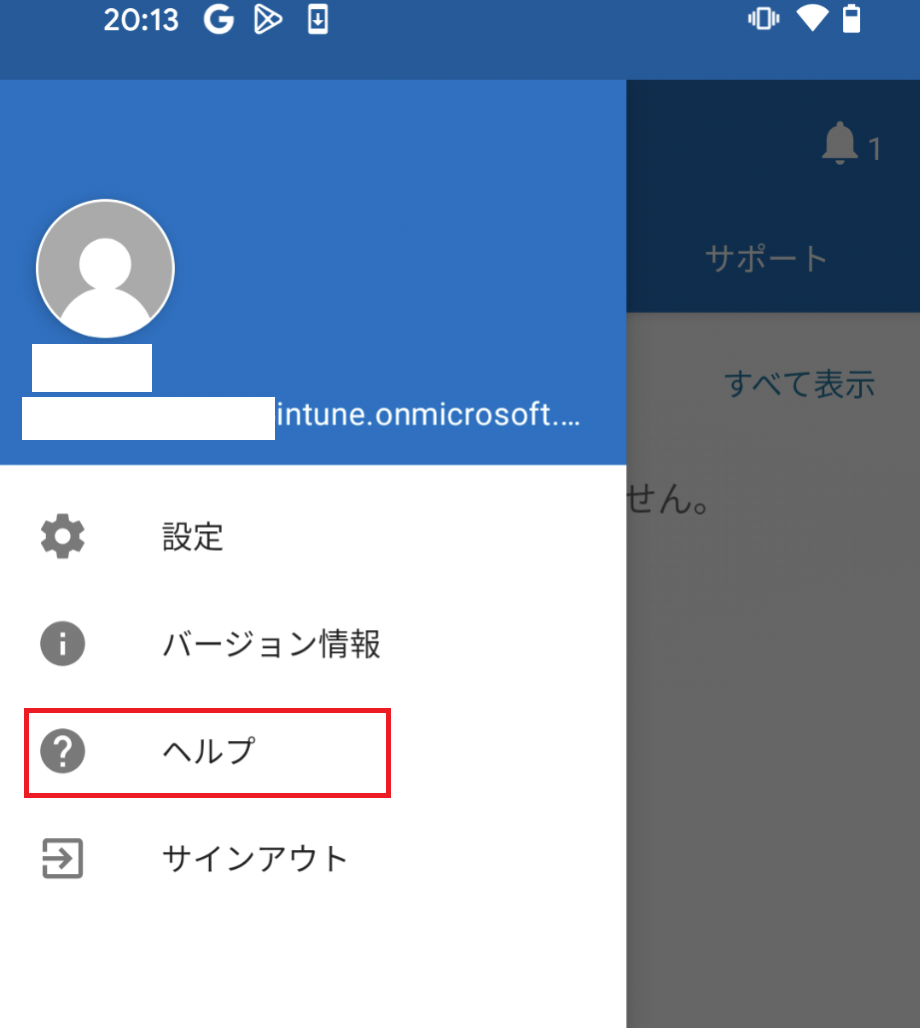 20:13
1
サポート
すべて表示
intune.onmicrosoft....
せん。
設定
バージョン情報
ヘルプ
サインアウト